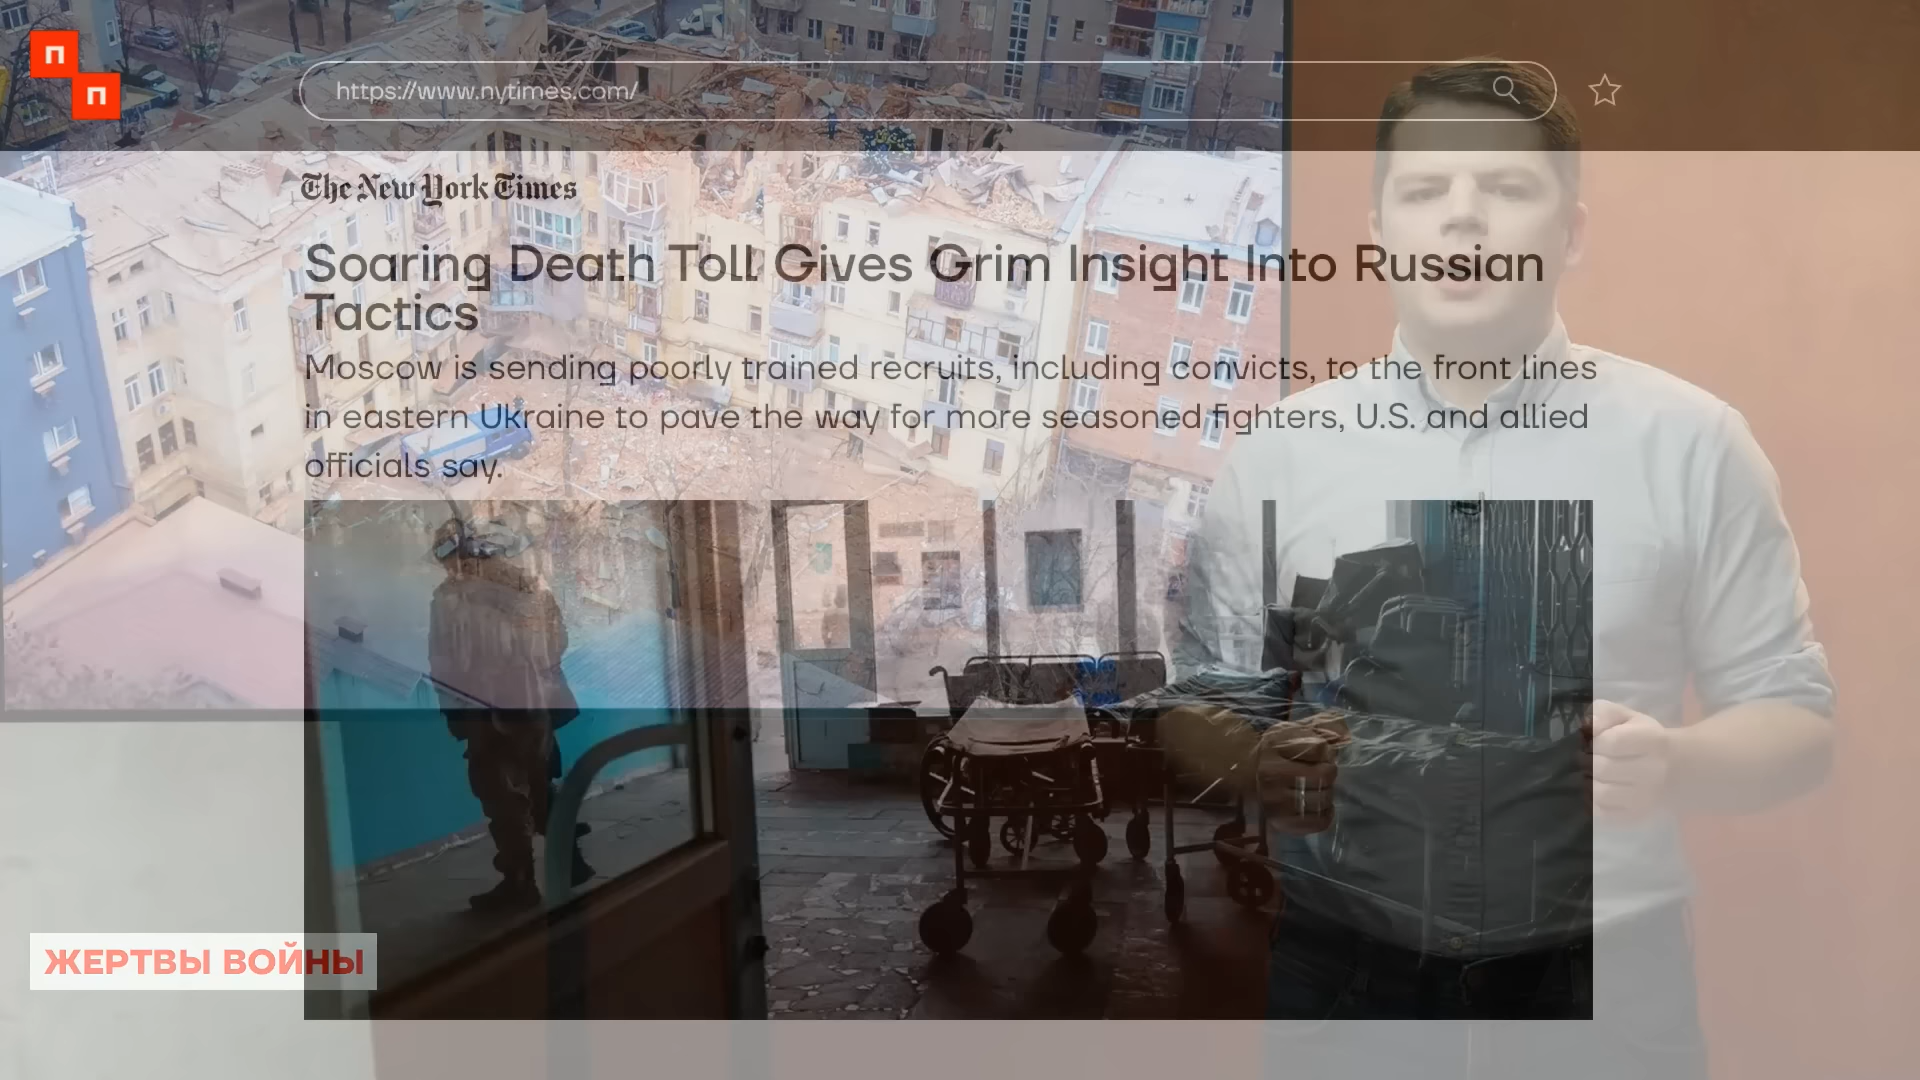 П
П
https://www.nytimes.com/
The New York Times
Soaring Death Toll Gives Grim Insight Into Russian
Tactics
Moscow is sending poorly trained recruits, including convicts, to the front lines
in eastern Ukraine to pave the way for more seasoned fighters, U.S. and allied
officials say.
ЖЕРТВЫ ВОЙНЫ